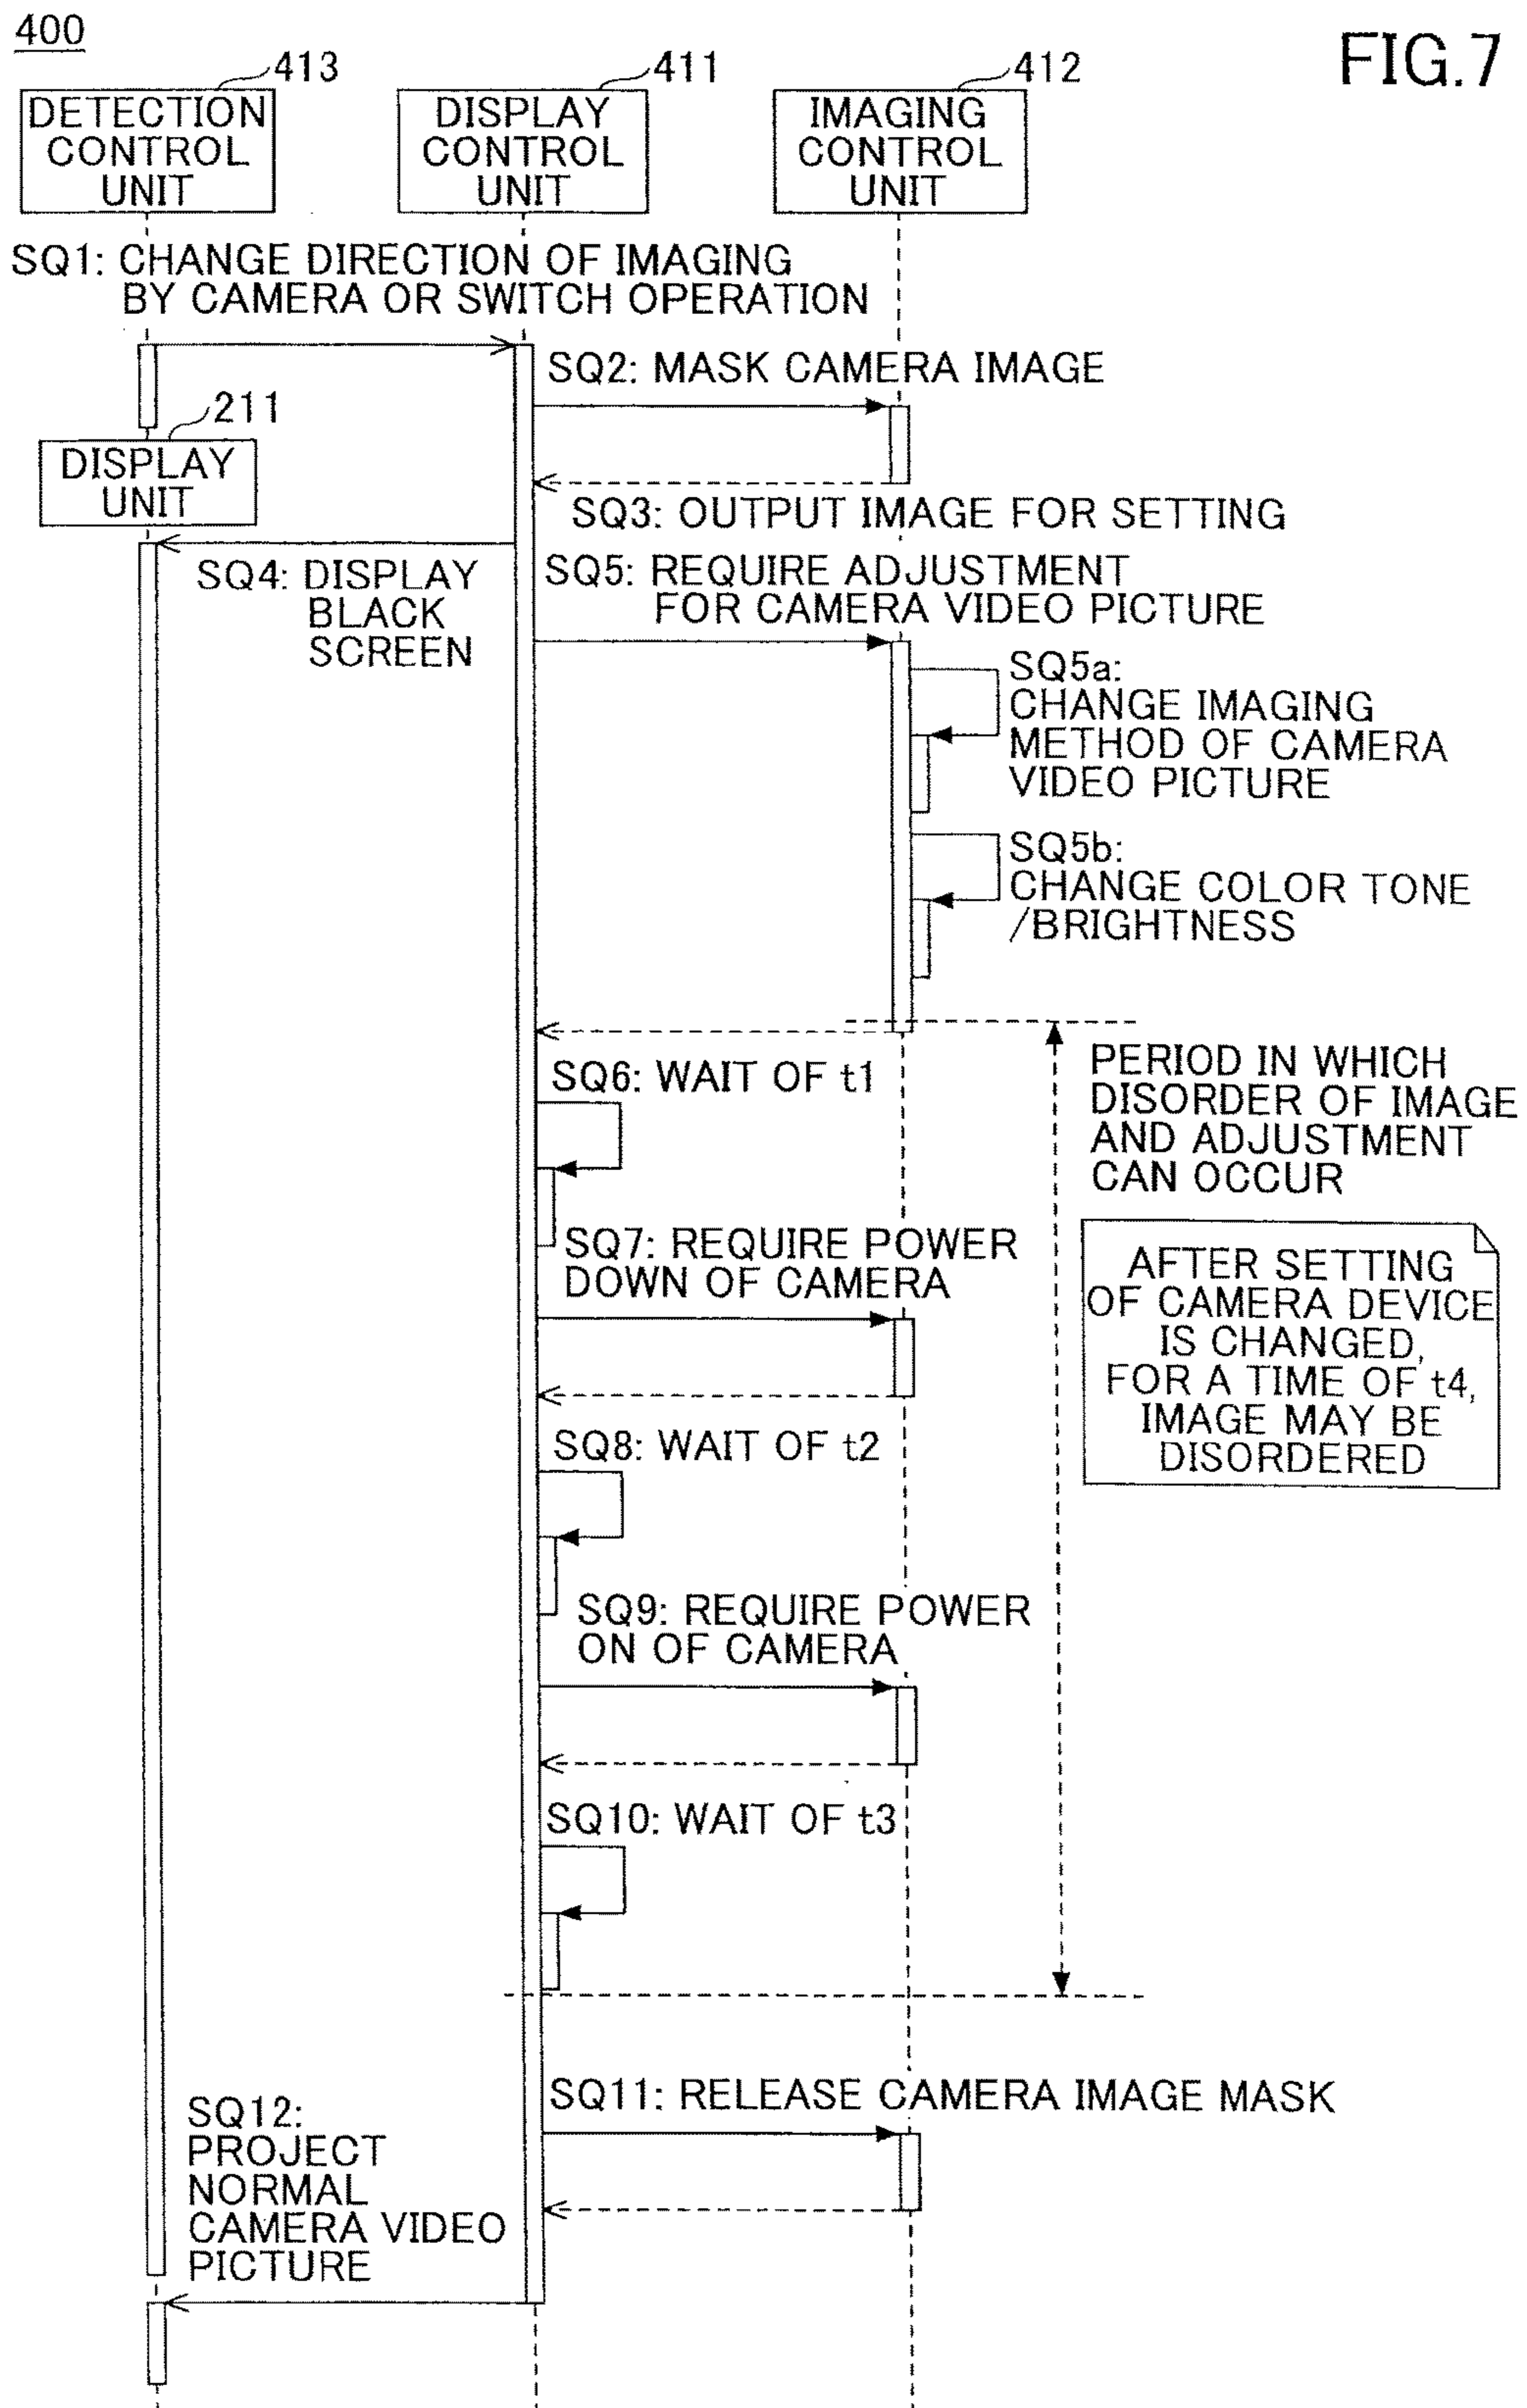 400
FIG.7
413
411
412
DETECTION
CONTROL
UNIT
DISPLAY
CONTROL
UNIT
IMAGING
CONTROL
UNIT
SQ1: CHANGE DIRECTION OF IMAGING
BY CAMERA OR SWITCH OPERATION
SQ2: MASK CAMERA IMAGE
211
DISPLAY
UNIT
SQ3: OUTPUT IMAGE FOR SETTING
SQ4: DISPLAY
BLACK
SCREEN
SQ5: REQUIRE ADJUSTMENT
FOR CAMERA VIDEO PICTURE
SQ5a:
CHANGE IMAGING
METHOD OF CAMERA
VIDEO PICTURE
SQ5b:
CHANGE COLOR TONE
/BRIGHTNESS
SQ6: WAIT OF t1
PERIOD IN WHICH
DISORDER OF IMAGE
AND ADJUSTMENT
CAN OCCUR
SQ7: REQUIRE POWER
DOWN OF CAMERA
AFTER SETTING
OF CAMERA DEVICE
IS CHANGED,
FOR A TIME OF t4,
IMAGE MAY BE
DISORDERED
SQ8: WAIT OF t2
SQ9: REQUIRE POWER
ON OF CAMERA
SQ10: WAIT OF t3
SQ11: RELEASE CAMERA IMAGE MASK
SQ12:
PROJECT
NORMAL
CAMERA VIDEO
PICTURE